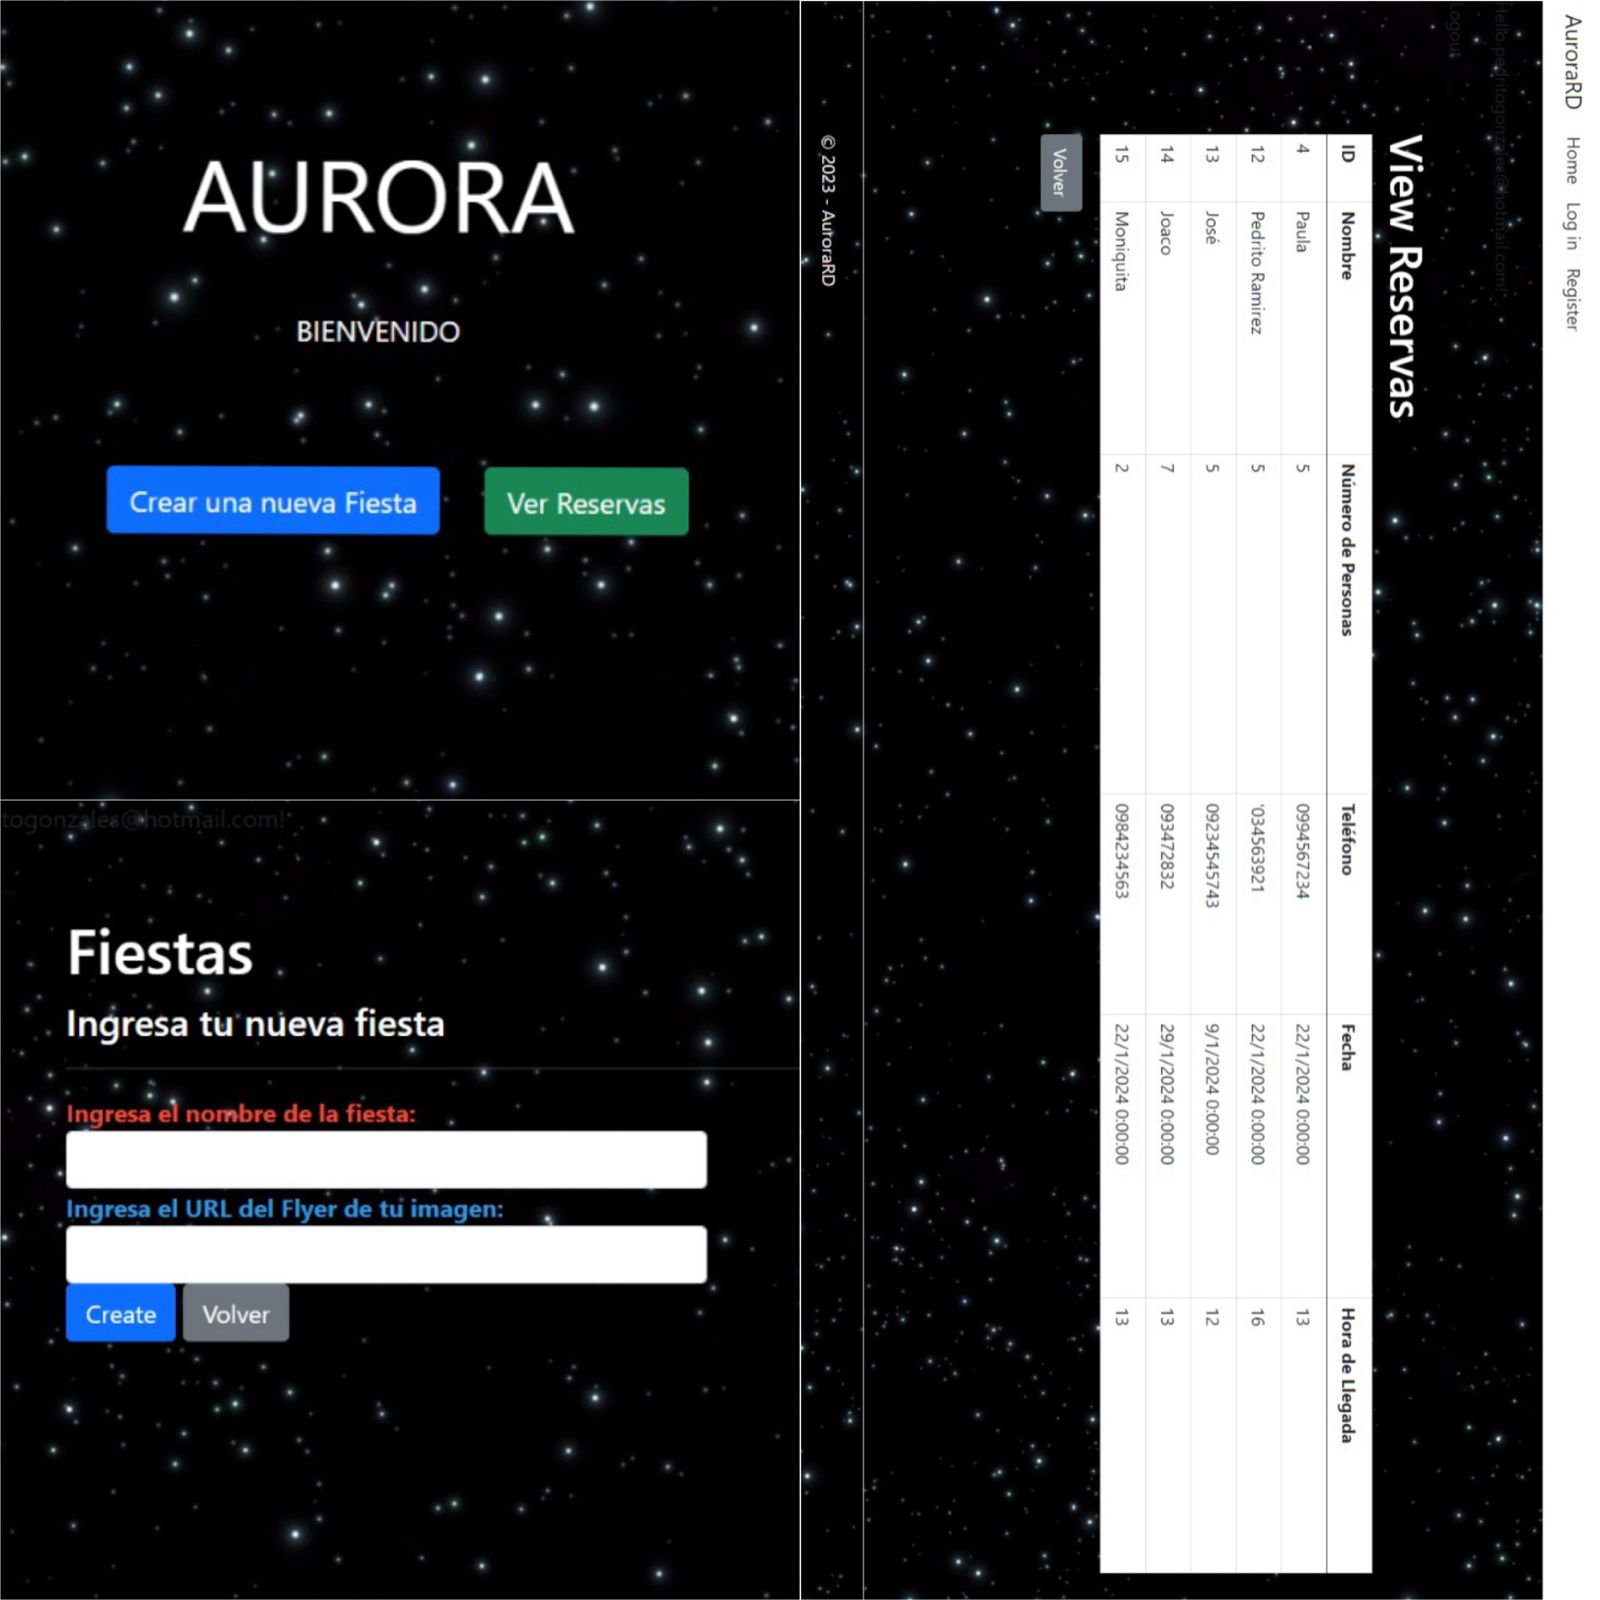 AURORA
BIENVENIDO
Crear una nueva Fiesta
Ver Reservas
togonzales@hotmail.com!
Fiestas
Ingresa tu nueva fiesta
Ingresa el nombre de la fiesta:
Ingresa el URL del Flyer de tu imagen:
Create Volver
AuroraRD Home Log in Register
Hello pedritogonzales@hotmail.com!
Logout
View Reservas
ID Nombre Número de Personas Teléfono Fecha Hora de Llegada
4 Paula 5 0994567234 22/1/2024 0:00:00 13
12 Pedrito Ramirez 5 '034563921 22/1/2024 0:00:00 16
13 José 5 09234545743 9/1/2024 0:00:00 12
14 Joaco 7 093472832 29/1/2024 0:00:00 13
15 Moniquita 2 0984234563 22/1/2024 0:00:00 13
Volver
© 2023 - AuroraRD